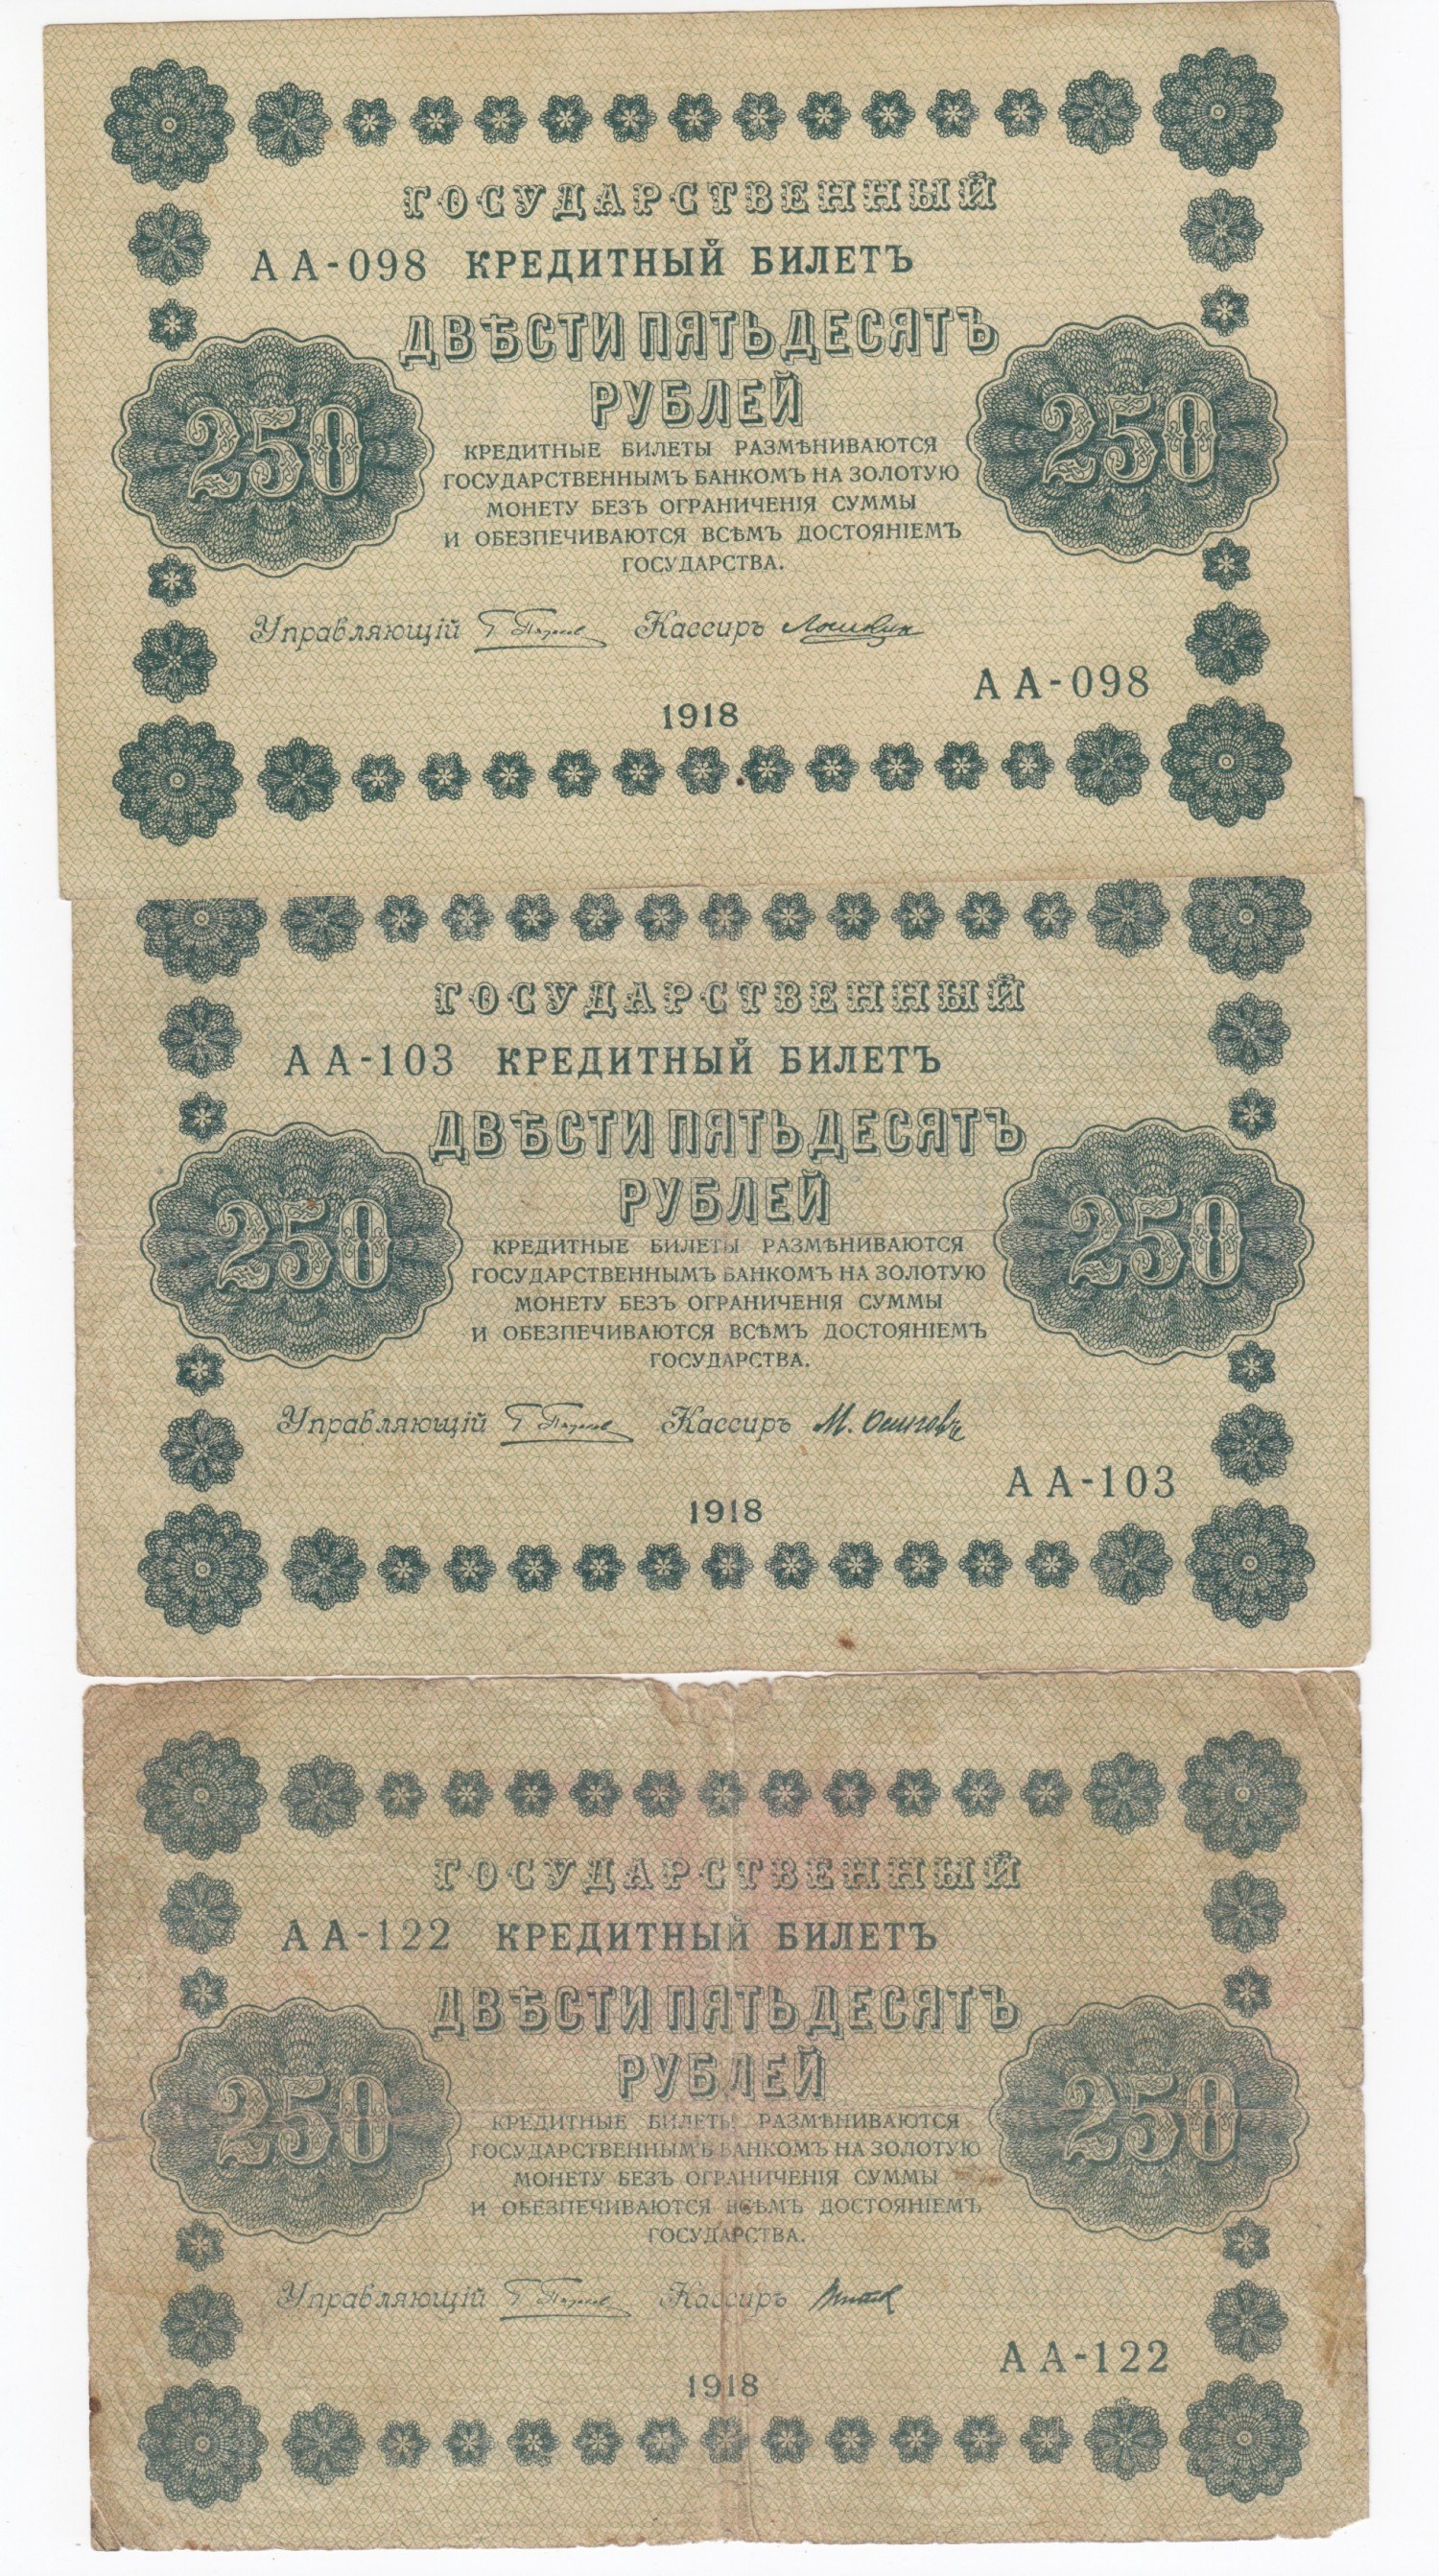 ГОСУДАРСТВЕННЫЙ
АА-098 КРЕДИТНЫЙ БИЛЕТЪ
ДВѢСТИ ПЯТЬДЕСЯТЪ
РУБЛЕЙ
250 250
КРЕДИТНЫЕ БИЛЕТЫ РАЗМѢНИВАЮТСЯ
ГОСУДАРСТВЕННЫМЪ БАНКОМЪ НА ЗОЛОТУЮ
МОНЕТУ БЕЗЪ ОГРАНИЧЕНІЯ СУММЫ
И ОБЕЗПЕЧИВАЮТСЯ ВСѢМЪ ДОСТОЯНІЕМЪ
ГОСУДАРСТВА.
Управляющій Кассиръ
АА-098
1918
ГОСУДАРСТВЕННЫЙ
АА-103 КРЕДИТНЫЙ БИЛЕТЪ
ДВѢСТИ ПЯТЬДЕСЯТЪ
РУБЛЕЙ
250 250
КРЕДИТНЫЕ БИЛЕТЫ РАЗМѢНИВАЮТСЯ
ГОСУДАРСТВЕННЫМЪ БАНКОМЪ НА ЗОЛОТУЮ
МОНЕТУ БЕЗЪ ОГРАНИЧЕНІЯ СУММЫ
И ОБЕЗПЕЧИВАЮТСЯ ВСѢМЪ ДОСТОЯНІЕМЪ
ГОСУДАРСТВА.
Управляющій Кассиръ
АА-103
1918
ГОСУДАРСТВЕННЫЙ
АА-122 КРЕДИТНЫЙ БИЛЕТЪ
ДВѢСТИ ПЯТЬДЕСЯТЪ
РУБЛЕЙ
250 250
КРЕДИТНЫЕ БИЛЕТЫ РАЗМѢНИВАЮТСЯ
ГОСУДАРСТВЕННЫМЪ БАНКОМЪ НА ЗОЛОТУЮ
МОНЕТУ БЕЗЪ ОГРАНИЧЕНІЯ СУММЫ
И ОБЕЗПЕЧИВАЮТСЯ ВСѢМЪ ДОСТОЯНІЕМЪ
ГОСУДАРСТВА.
Управляющій Кассиръ
АА-122
1918